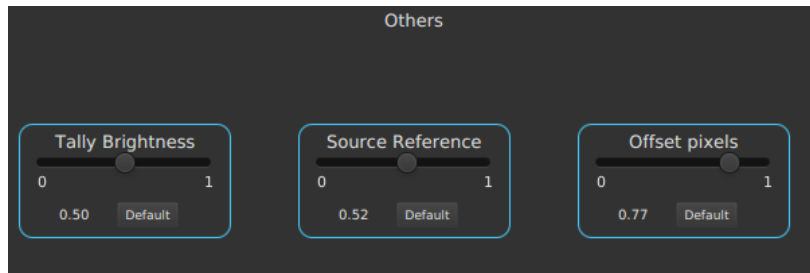 Others
Tally Brightness
0 1
0.50 Default
Source Reference
0 1
0.52 Default
Offset pixels
0 1
0.77 Default